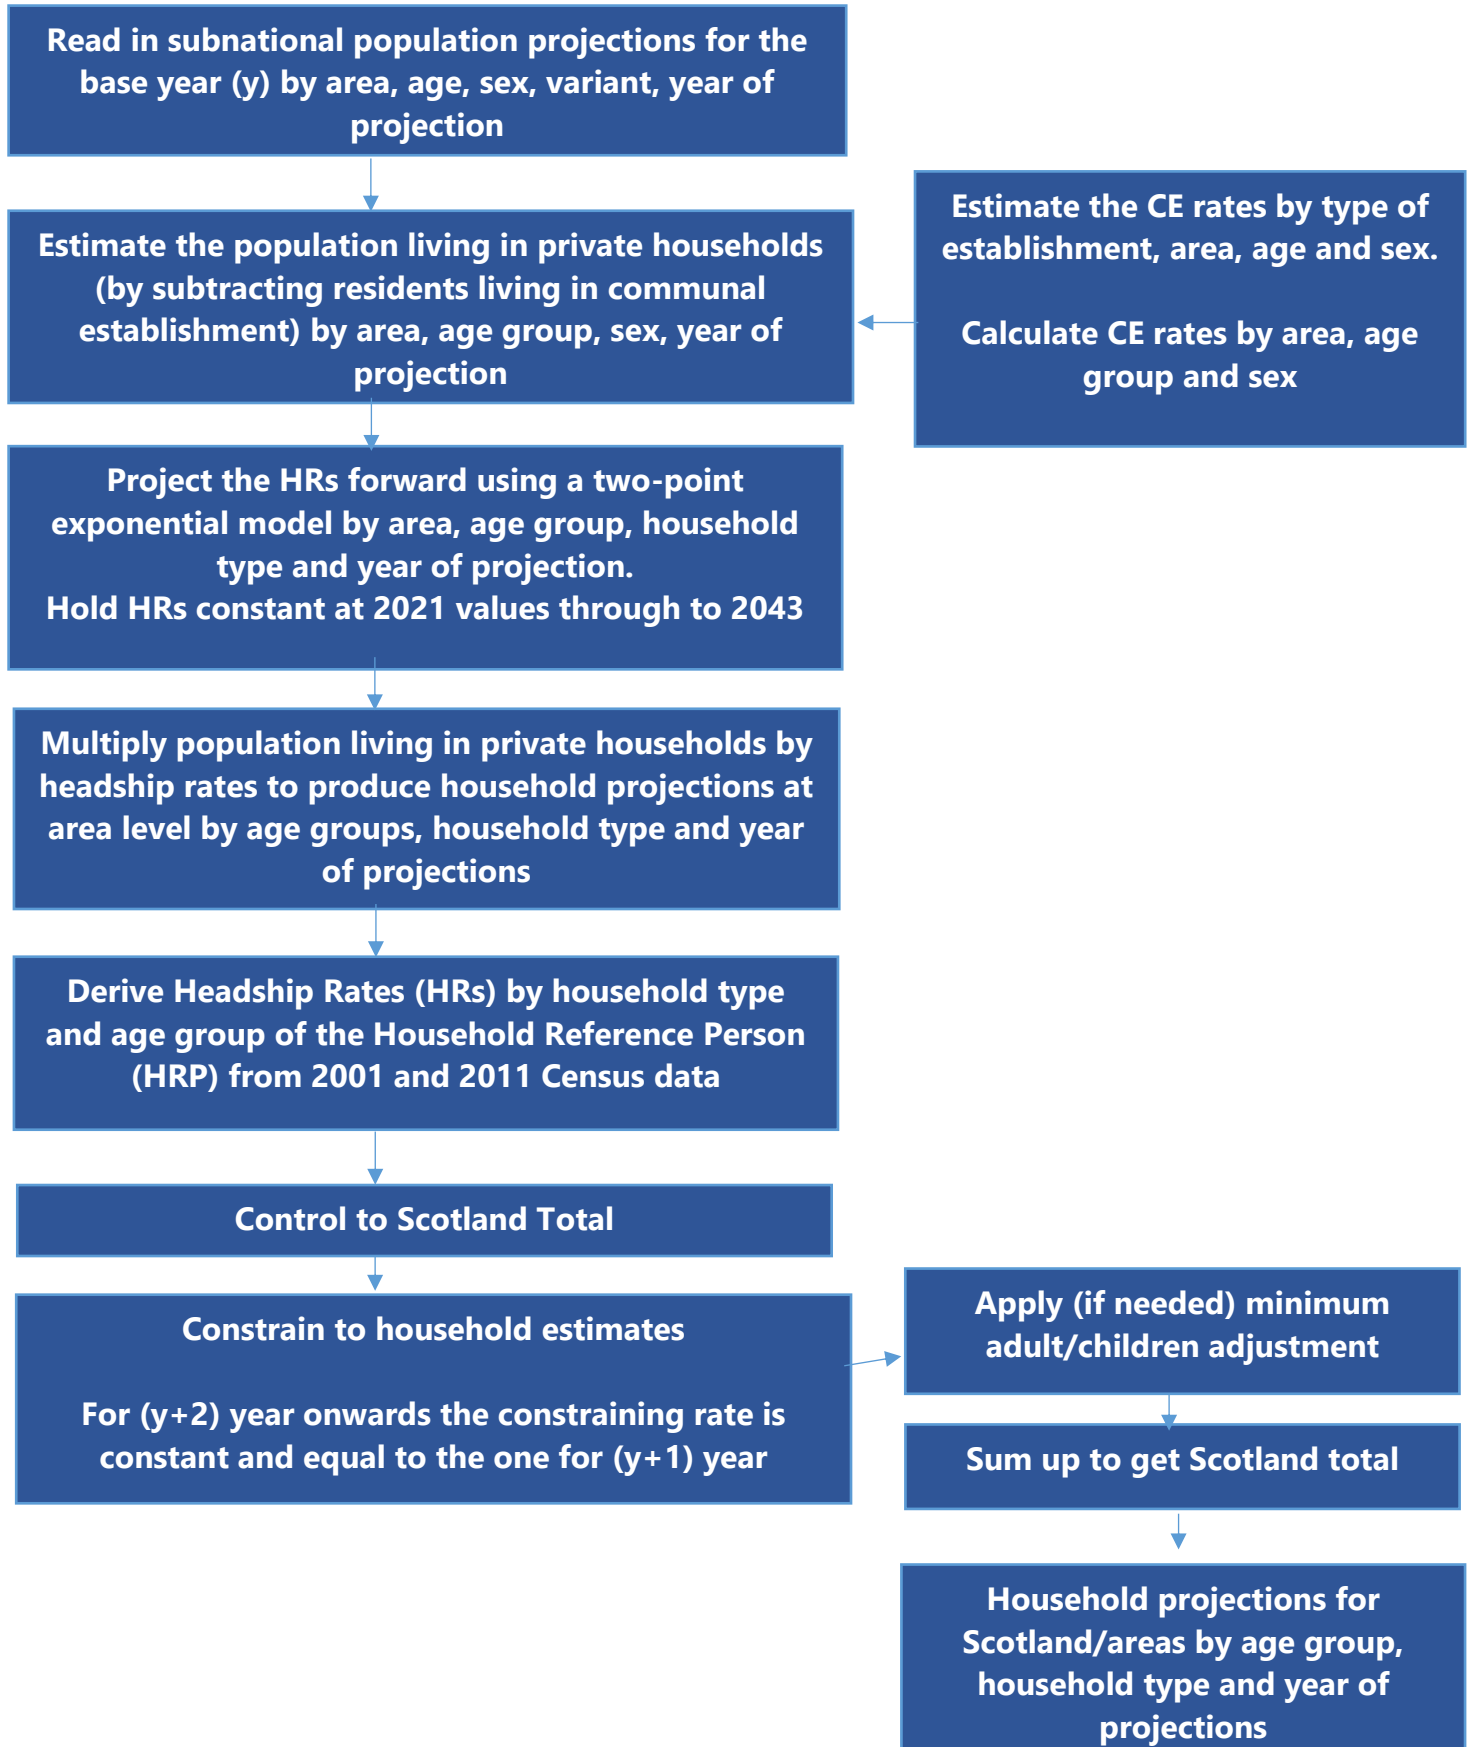 Read in subnational population projections for the
base year (y) by area, age, sex, variant, year of
projection
Estimate the population living in private households
(by subtracting residents living in communal
establishment) by area, age group, sex, year of
projection
Estimate the CE rates by type of
establishment, area, age and sex.
Calculate CE rates by area, age
group and sex
Project the HRs forward using a two-point
exponential model by area, age group, household
type and year of projection.
Hold HRs constant at 2021 values through to 2043
Multiply population living in private households by
headship rates to produce household projections at
area level by age groups, household type and year
of projections
Derive Headship Rates (HRs) by household type
and age group of the Household Reference Person
(HRP) from 2001 and 2011 Census data
Control to Scotland Total
Constrain to household estimates
For (y+2) year onwards the constraining rate is
constant and equal to the one for (y+1) year
Apply (if needed) minimum
adult/children adjustment
Sum up to get Scotland total
Household projections for
Scotland/areas by age group,
household type and year of
projections